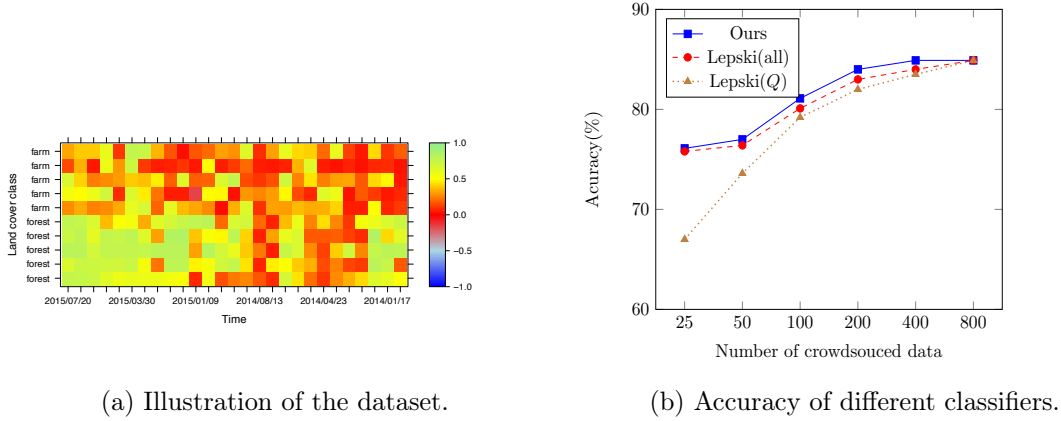 farm
farm
farm
farm
farm
forest
forest
forest
forest
forest
Land cover class
2015/07/20 2015/03/30 2015/01/09 2014/08/13 2014/04/23 2014/01/17
Time
1.0
0.5
0.0
−0.5
−1.0
(a) Illustration of the dataset.
90
80
70
60
Acuracy(%)
Ours
Lepski(all)
Lepski(Q)
25 50 100 200 400 800
Number of crowdsouced data
(b) Accuracy of different classifiers.